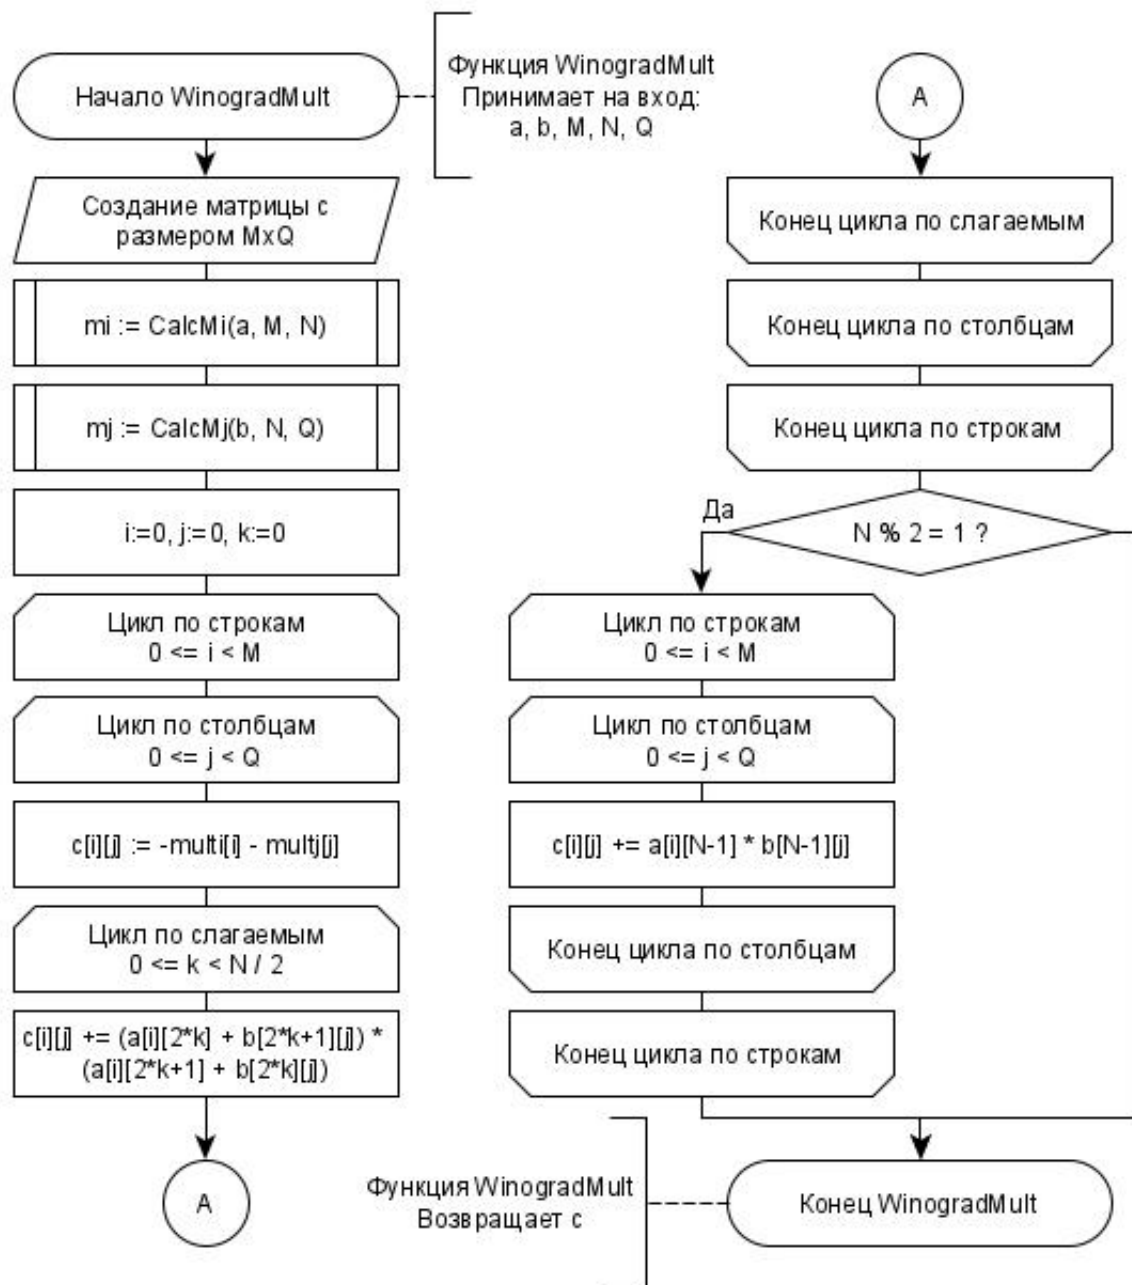 Начало WinogradMult
Функция WinogradMult
Принимает на вход:
a, b, M, N, Q
Создание матрицы с
размером MxQ
mi := CalcMi(a, M, N)
mj := CalcMj(b, N, Q)
i:=0, j:=0, k:=0
Цикл по строкам
0 <= i < M
Цикл по столбцам
0 <= j < Q
c[i][j] := -multi[i] - multj[j]
Цикл по слагаемым
0 <= k < N / 2
c[i][j] += (a[i][2*k] + b[2*k+1][j]) *
(a[i][2*k+1] + b[2*k][j])
A
A
Конец цикла по слагаемым
Конец цикла по столбцам
Конец цикла по строкам
N % 2 = 1 ?
Да
Цикл по строкам
0 <= i < M
Цикл по столбцам
0 <= j < Q
c[i][j] += a[i][N-1] * b[N-1][j]
Конец цикла по столбцам
Конец цикла по строкам
Функция WinogradMult
Возвращает c
Конец WinogradMult